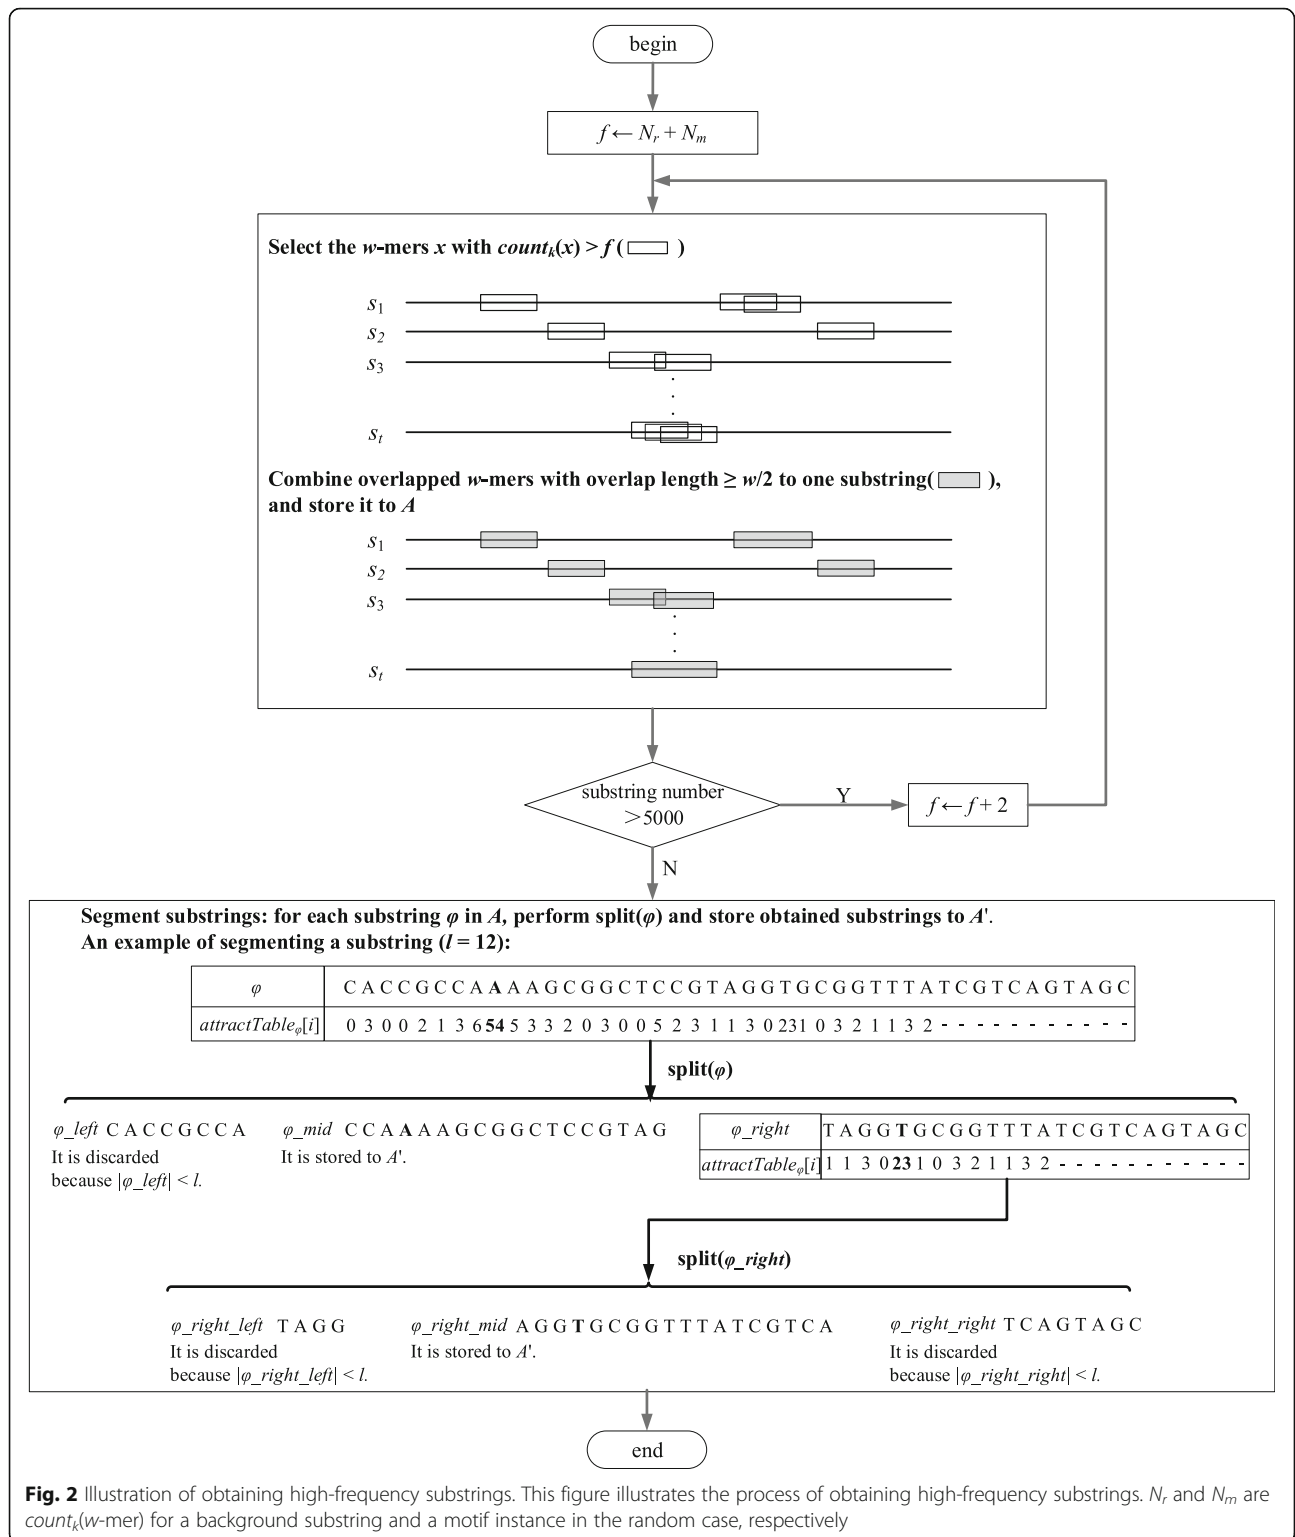 begin
f ← N_r + N_m
Select the w-mers x with count_k(x) > f ( )
s_1
s_2
s_3
s_t
Combine overlapped w-mers with overlap length ≥ w/2 to one substring( ),
and store it to A
s_1
s_2
s_3
s_t
substring number
>5000
Y
f ← f + 2
N
Segment substrings: for each substring φ in A, perform split(φ) and store obtained substrings to A'.
An example of segmenting a substring (l = 12):
φ C A C C G C C A A A A G C G G C T C C G T A G G T G C G G T T T A T C G T C A G T A G C
attractTable_φ[i] 0 3 0 0 2 1 3 6 54 5 3 3 2 0 3 0 0 5 2 3 1 1 3 0 23 1 0 3 2 1 1 3 2 - - - - - - - - - - -
split(φ)
φ_left C A C C G C C A
It is discarded
because |φ_left| < l.
φ_mid C C A A A A G C G G C T C C G T A G
It is stored to A'.
φ_right T A G G T G C G G T T T A T C G T C A G T A G C
attractTable_φ[i] 1 1 3 0 23 1 0 3 2 1 1 3 2 - - - - - - - - - - -
split(φ_right)
φ_right_left T A G G
It is discarded
because |φ_right_left| < l.
φ_right_mid A G G T G C G G T T T A T C G T C A
It is stored to A'.
φ_right_right T C A G T A G C
It is discarded
because |φ_right_right| < l.
end
Fig. 2 Illustration of obtaining high-frequency substrings. This figure illustrates the process of obtaining high-frequency substrings. N_r and N_m are
count_k(w-mer) for a background substring and a motif instance in the random case, respectively